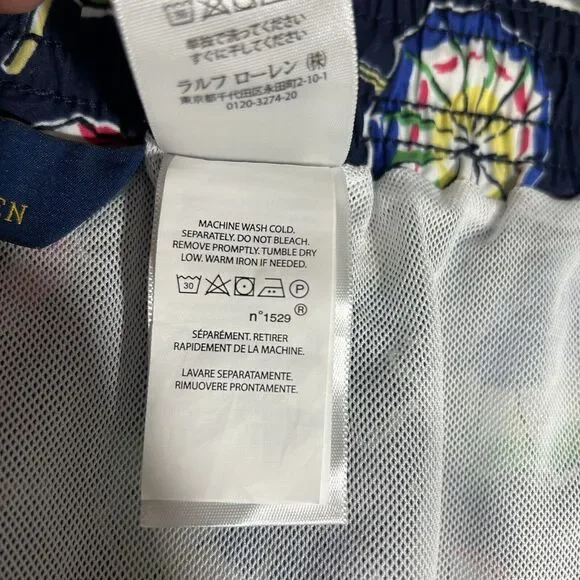 単独で洗ってください
すぐに干してください
ラルフ ローレン(株)
東京都千代田区永田町2-10-1
0120-3274-20
EN
MACHINE WASH COLD.
SEPARATELY. DO NOT BLEACH.
REMOVE PROMPTLY. TUMBLE DRY
LOW. WARM IRON IF NEEDED.
30 P
n°1529 ®
SÉPARÉMENT. RETIRER
RAPIDEMENT DE LA MACHINE.
LAVARE SEPARATAMENTE.
RIMUOVERE PRONTAMENTE.